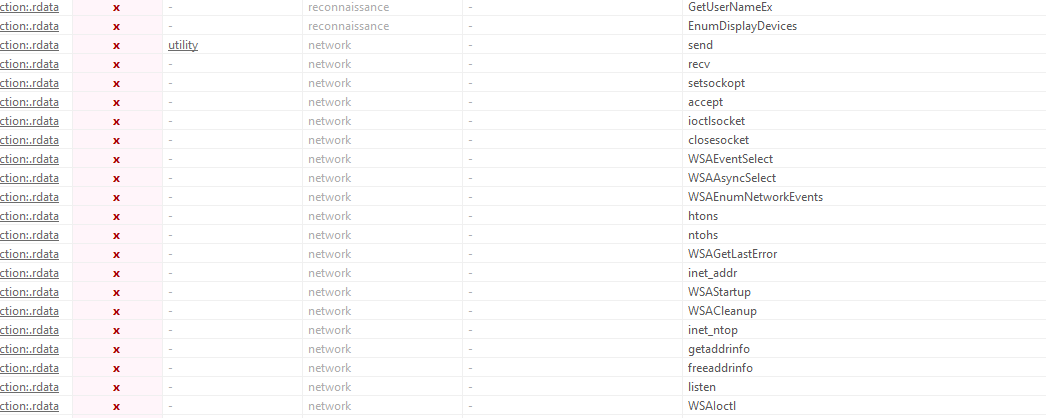 ction:.rdata x - reconnaissance - GetUserNameEx
ction:.rdata x - reconnaissance - EnumDisplayDevices
ction:.rdata x utility network - send
ction:.rdata x - network - recv
ction:.rdata x - network - setsockopt
ction:.rdata x - network - accept
ction:.rdata x - network - ioctlsocket
ction:.rdata x - network - closesocket
ction:.rdata x - network - WSAEventSelect
ction:.rdata x - network - WSAAsyncSelect
ction:.rdata x - network - WSAEnumNetworkEvents
ction:.rdata x - network - htons
ction:.rdata x - network - ntohs
ction:.rdata x - network - WSAGetLastError
ction:.rdata x - network - inet_addr
ction:.rdata x - network - WSAStartup
ction:.rdata x - network - WSACleanup
ction:.rdata x - network - inet_ntop
ction:.rdata x - network - getaddrinfo
ction:.rdata x - network - freeaddrinfo
ction:.rdata x - network - listen
ction:.rdata x - network - WSAIoctl